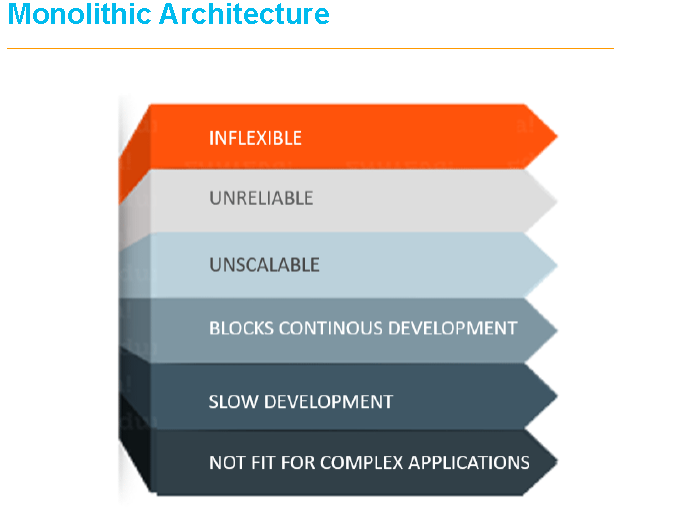 Monolithic Architecture
INFLEXIBLE
UNRELIABLE
UNSCALABLE
BLOCKS CONTINOUS DEVELOPMENT
SLOW DEVELOPMENT
NOT FIT FOR COMPLEX APPLICATIONS